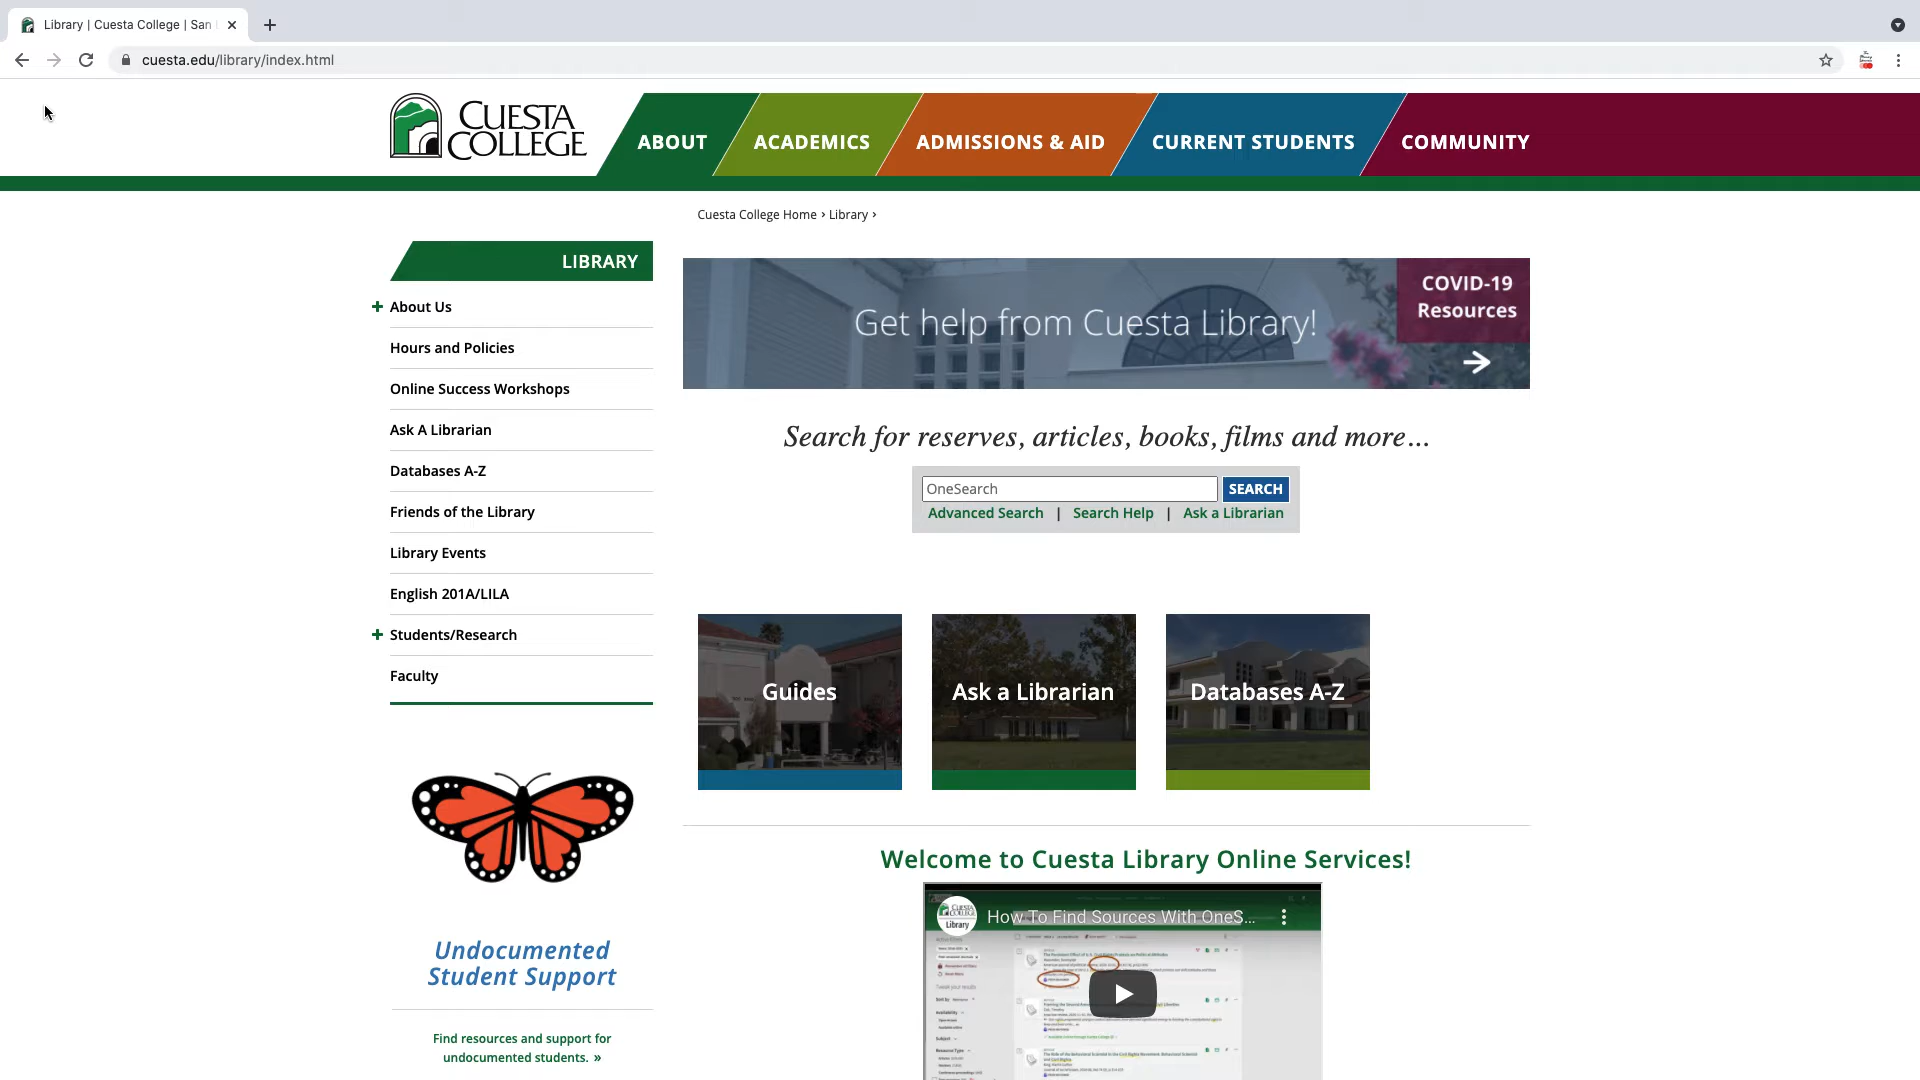 Library | Cuesta College | San
cuesta.edu/library/index.html
CUESTA
COLLEGE
ABOUT
ACADEMICS
ADMISSIONS & AID
CURRENT STUDENTS
COMMUNITY
Cuesta College Home › Library ›
LIBRARY
About Us
Hours and Policies
Online Success Workshops
Ask A Librarian
Databases A-Z
Friends of the Library
Library Events
English 201A/LILA
Students/Research
Faculty
Undocumented
Student Support
Find resources and support for
undocumented students. »
Get help from Cuesta Library!
COVID-19
Resources
Search for reserves, articles, books, films and more...
OneSearch
SEARCH
Advanced Search | Search Help | Ask a Librarian
Guides
Ask a Librarian
Databases A-Z
Welcome to Cuesta Library Online Services!
CUESTA
COLLEGE
Library
How To Find Sources With OneS...